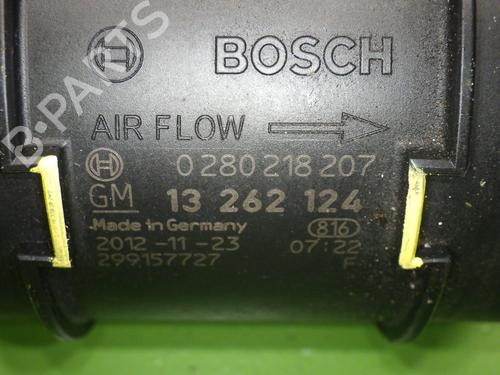 BOSCH
AIR FLOW
0 280 218 207
GM 13 262 124
Made in Germany 816
2012-11-23 07:22
299157727 F
B-PARTS